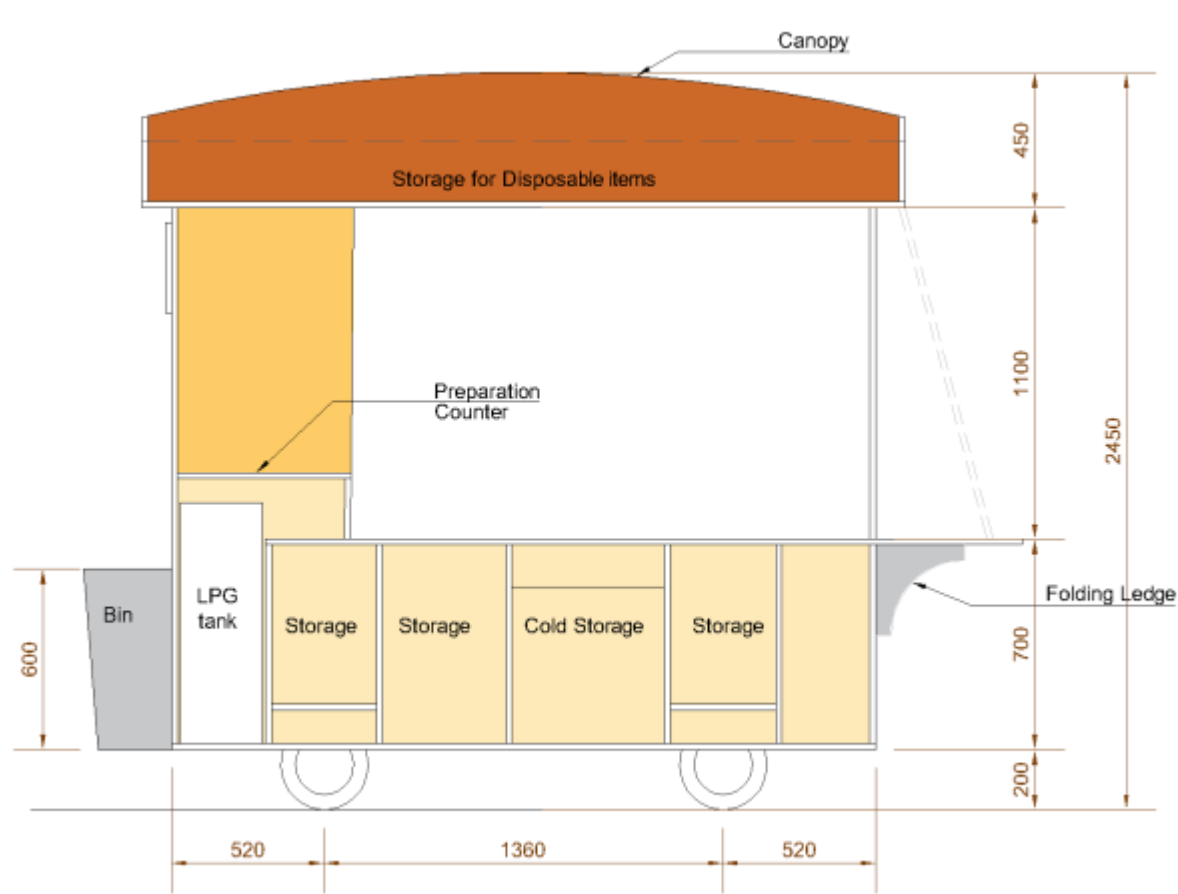 Canopy
450
Storage for Disposable items
1100
2450
Preparation
Counter
600
Bin
LPG
tank
Storage
Storage
Cold Storage
Storage
Folding Ledge
700
200
520
1360
520